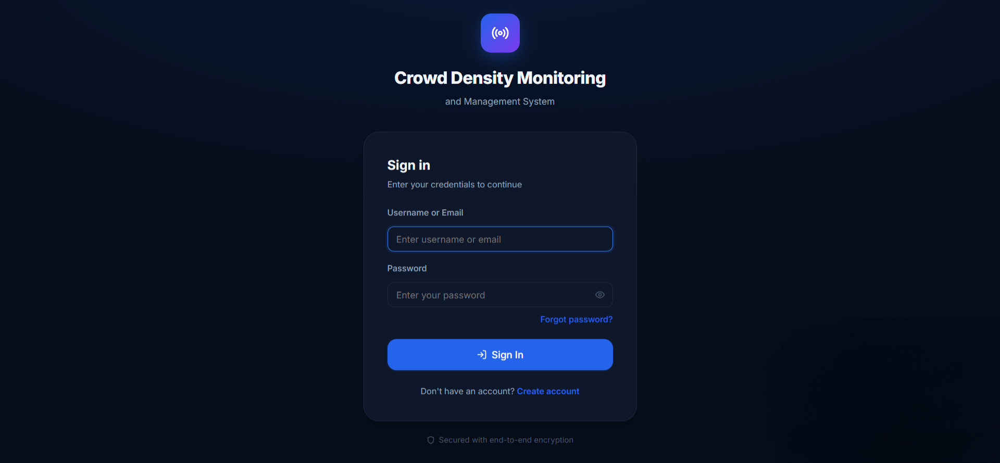 Crowd Density Monitoring
and Management System
Sign in
Enter your credentials to continue
Username or Email
Enter username or email
Password
Enter your password
Forgot password?
Sign In
Don't have an account? Create account
Secured with end-to-end encryption